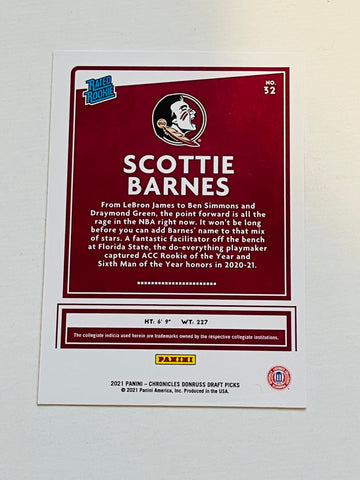 RATED
ROOKIE
NO.
32
SCOTTIE
BARNES
From LeBron James to Ben Simmons and
Draymond Green, the point forward is all
the rage in the NBA right now. It won't be long
before you can add Barnes' name to that mix
of stars. A fantastic facilitator off the bench
at Florida State, the do-everything playmaker
captured ACC Rookie of the Year and
Sixth Man of the Year honors in 2020-21.
HT: 6' 9" WT: 227
The collegiate indicia used herein are trademarks owned by the respective collegiate institutions.
PANINI
2021 PANINI – CHRONICLES DONRUSS DRAFT PICKS
© 2021 Panini America, Inc. Produced in the USA.